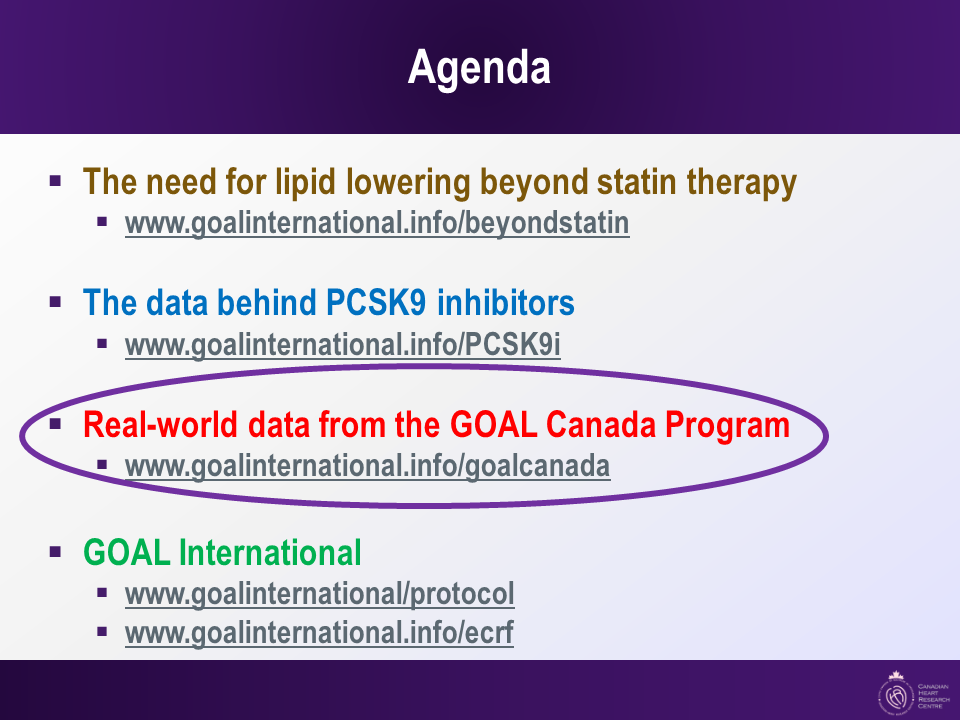 Agenda
The need for lipid lowering beyond statin therapy
www.goalinternational.info/beyondstatin
The data behind PCSK9 inhibitors
www.goalinternational.info/PCSK9i
Real-world data from the GOAL Canada Program
www.goalinternational.info/goalcanada
GOAL International
www.goalinternational/protocol
www.goalinternational.info/ecrf
CANADIAN
HEART
RESEARCH
CENTRE